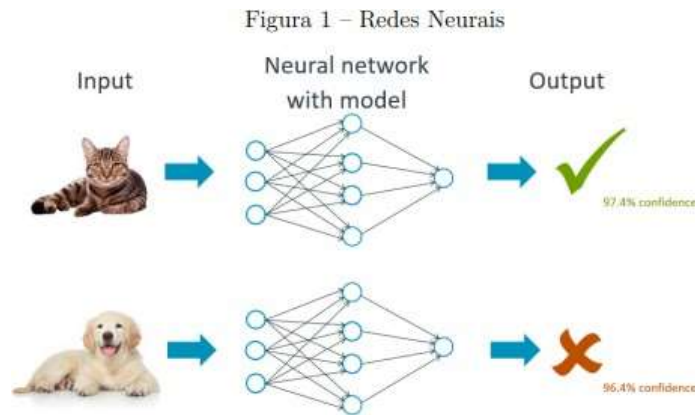 Figura 1 – Redes Neurais
Input
Neural network
with model
Output
97.4% confidence
96.4% confidence